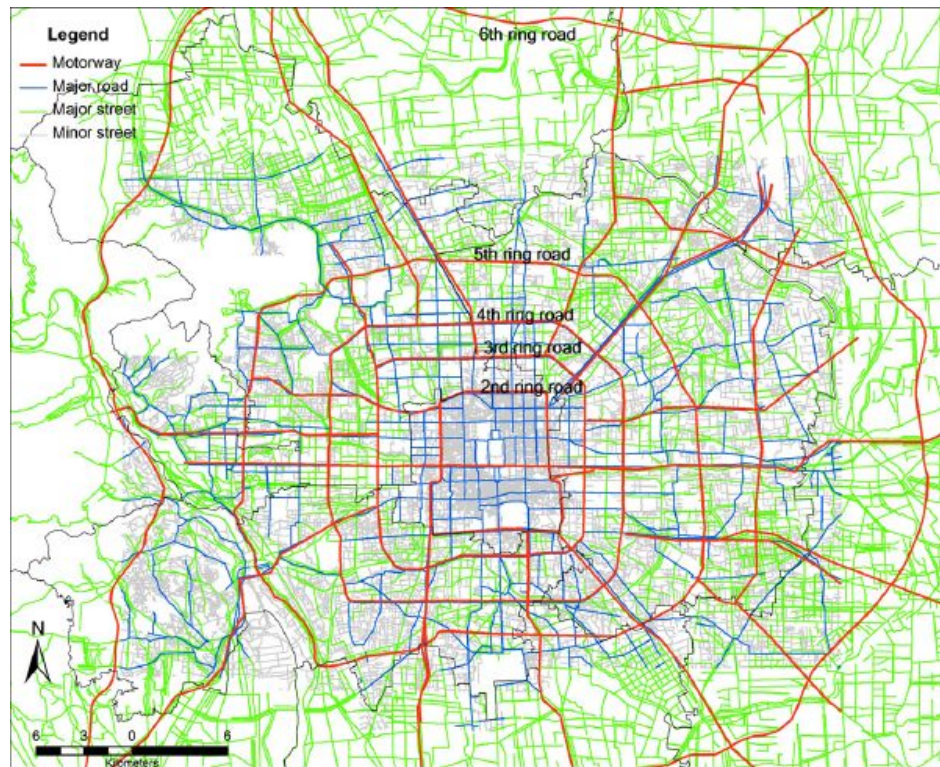 6th ring road
Legend
Motorway
Major road
Major street
Minor street
5th ring road
4th ring road
3rd ring road
2nd ring road
N
6 3 0 6
Kilometers